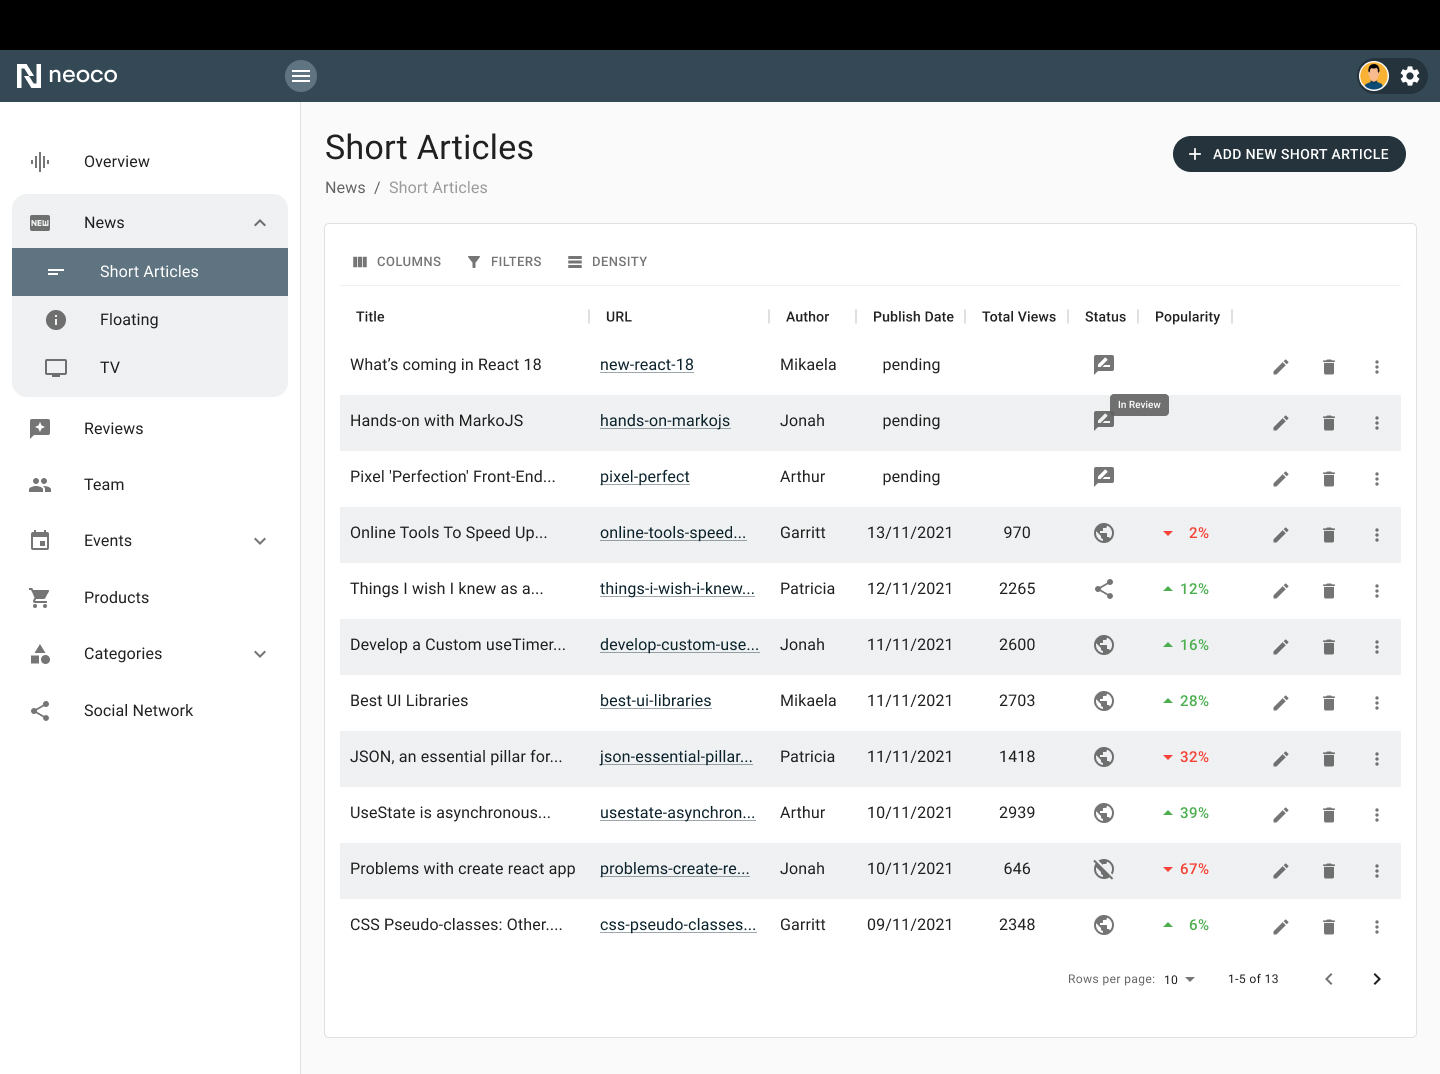 neoco
Overview
NEW News
Short Articles
Floating
TV
Reviews
Team
Events
Products
Categories
Social Network
Short Articles
News / Short Articles
+ ADD NEW SHORT ARTICLE
COLUMNS FILTERS DENSITY
Title URL Author Publish Date Total Views Status Popularity
What’s coming in React 18 new-react-18 Mikaela pending
In Review
Hands-on with MarkoJS hands-on-markojs Jonah pending
Pixel 'Perfection' Front-End... pixel-perfect Arthur pending
Online Tools To Speed Up... online-tools-speed... Garritt 13/11/2021 970 2%
Things I wish I knew as a... things-i-wish-i-knew... Patricia 12/11/2021 2265 12%
Develop a Custom useTimer... develop-custom-use... Jonah 11/11/2021 2600 16%
Best UI Libraries best-ui-libraries Mikaela 11/11/2021 2703 28%
JSON, an essential pillar for... json-essential-pillar... Patricia 11/11/2021 1418 32%
UseState is asynchronous... usestate-asynchron... Arthur 10/11/2021 2939 39%
Problems with create react app problems-create-re... Jonah 10/11/2021 646 67%
CSS Pseudo-classes: Other.... css-pseudo-classes... Garritt 09/11/2021 2348 6%
Rows per page: 10 1-5 of 13